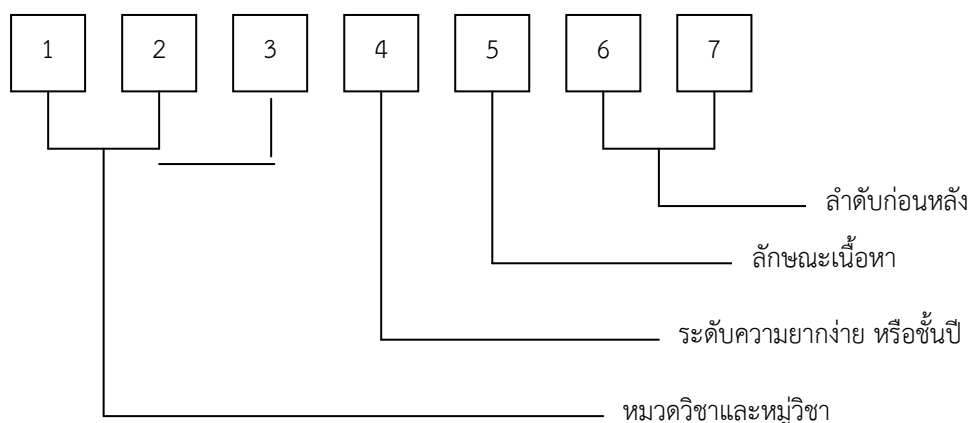 1 2 3 4 5 6 7
ลำดับก่อนหลัง
ลักษณะเนื้อหา
ระดับความยากง่าย หรือชั้นปี
หมวดวิชาและหมู่วิชา